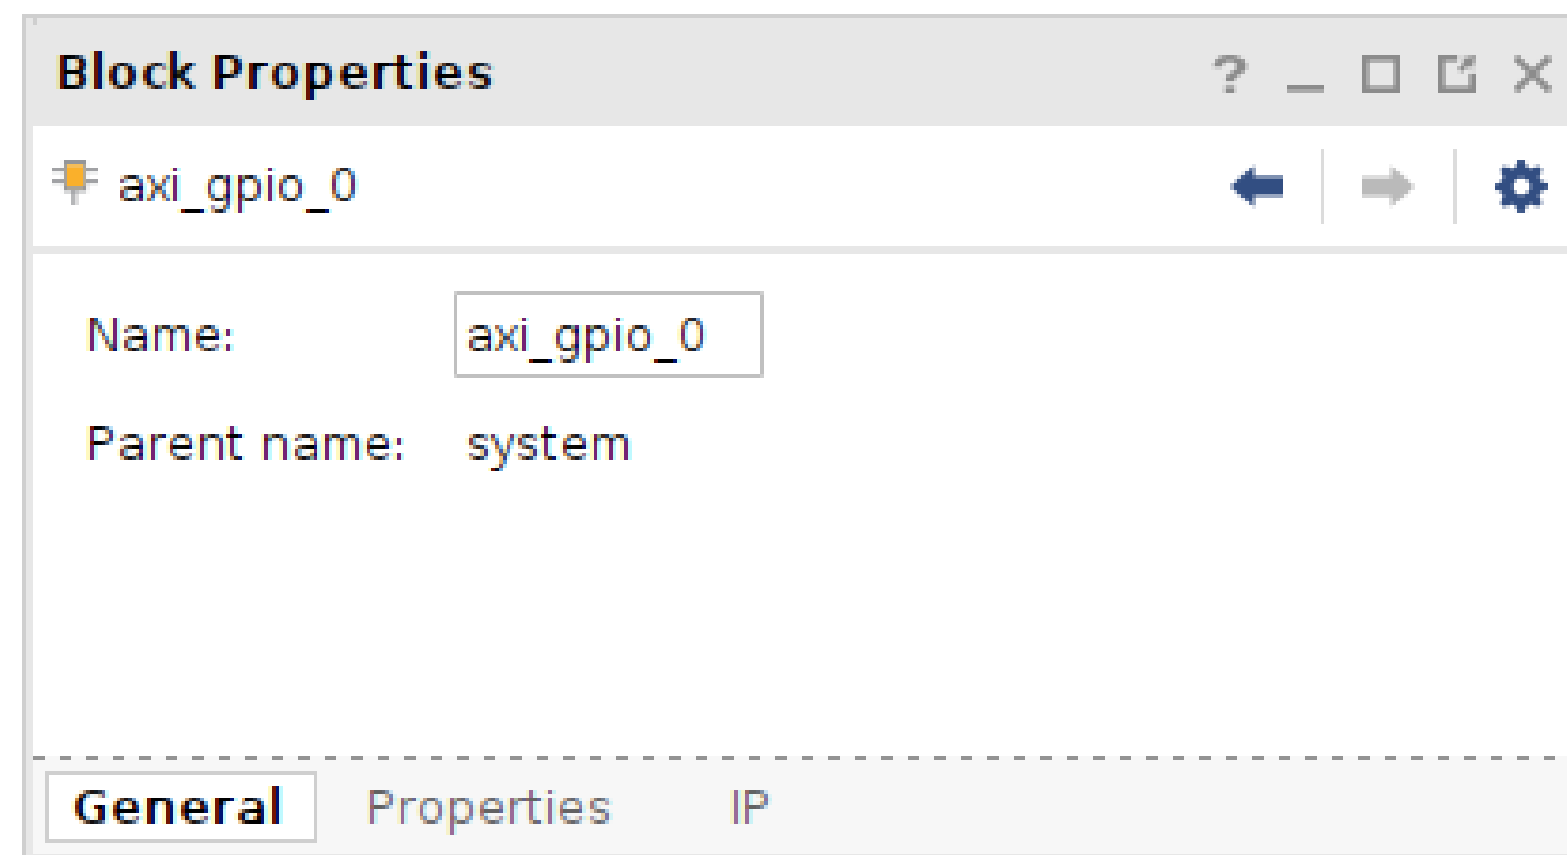 Block Properties
axi_gpio_0
Name: axi_gpio_0
Parent name: system
General Properties IP